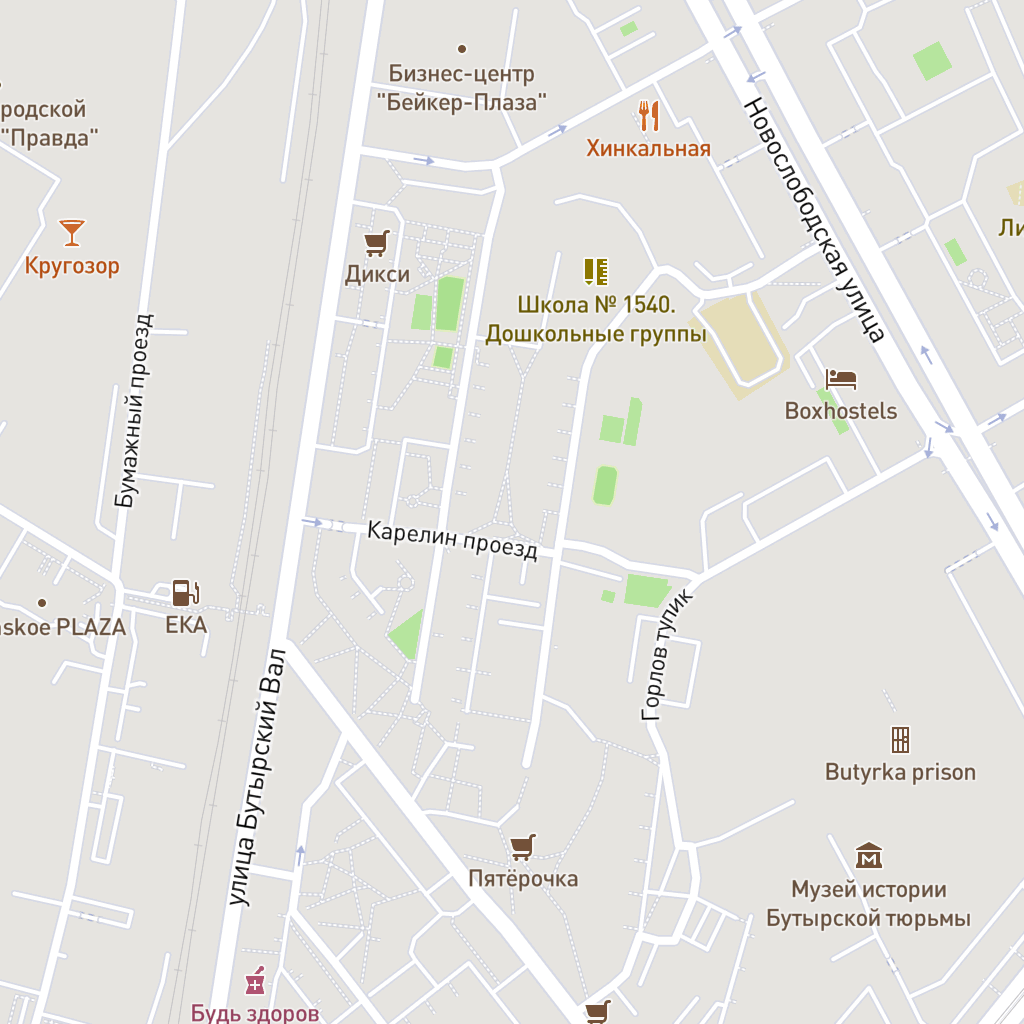 Бизнес-центр
"Бейкер-Плаза"
родской
"Правда"
Хинкальная
Новослободская улица
Кругозор
Дикси
Школа № 1540.
Дошкольные группы
Ли
Бумажный проезд
Boxhostels
Карелин проезд
skoe PLAZA
EKA
Горлов тупик
улица Бутырский Вал
Butyrka prison
Пятёрочка
Музей истории
Бутырской тюрьмы
Будь здоров